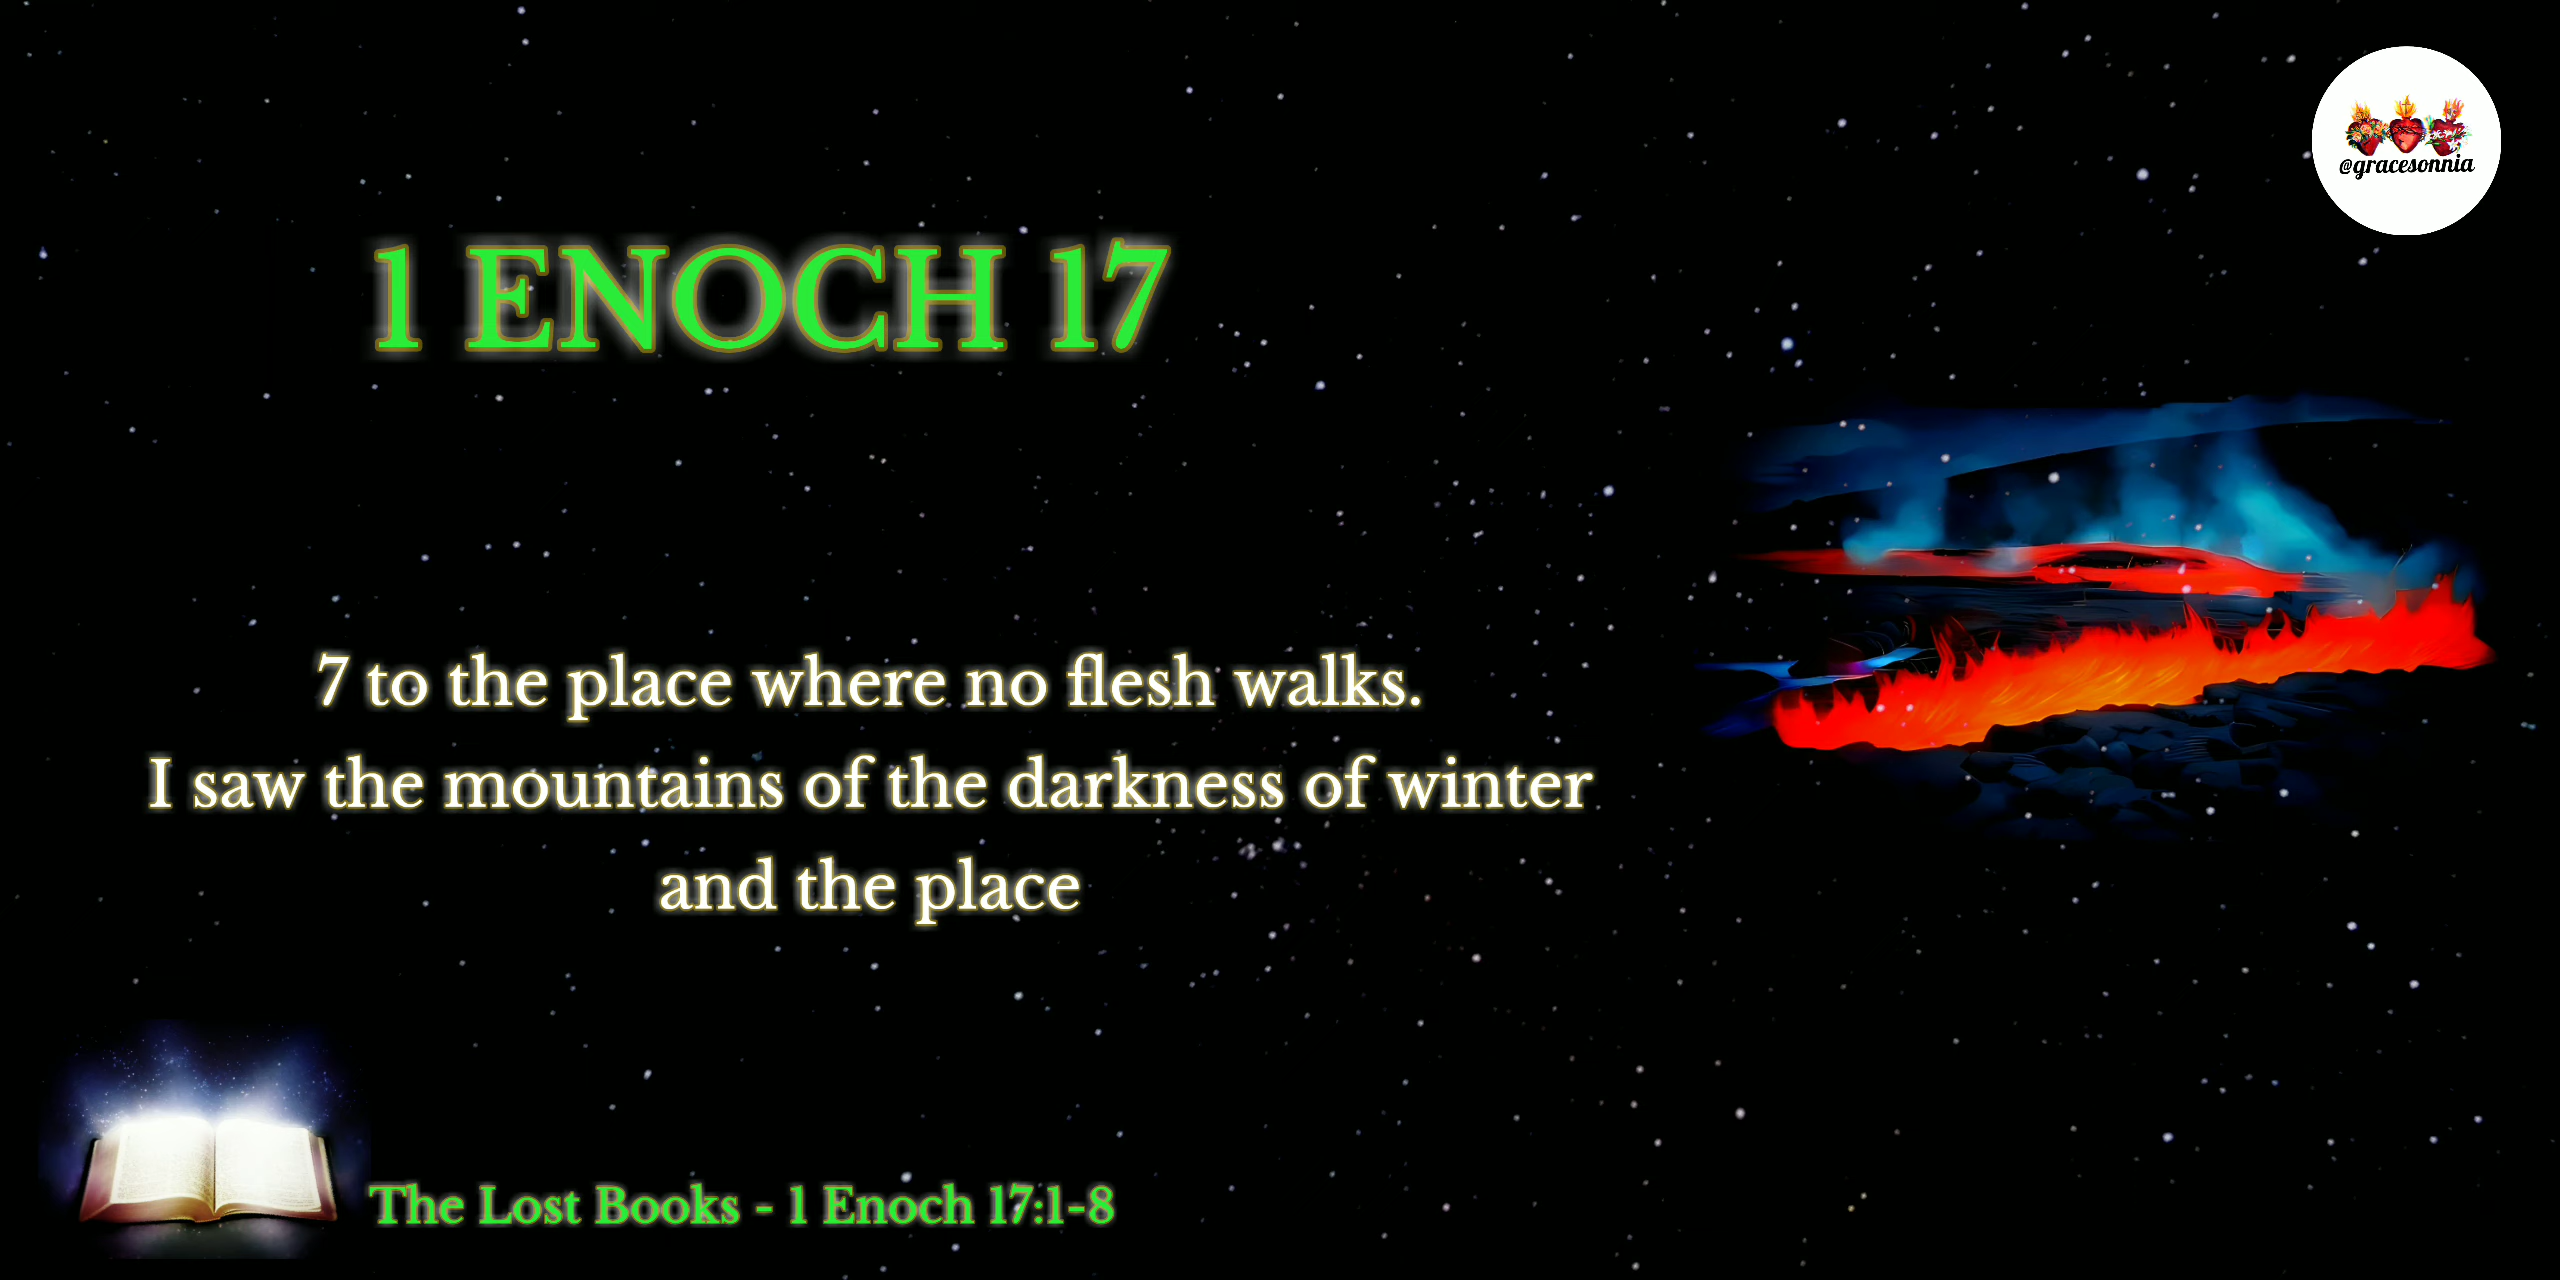 @gracesonnia
1 ENOCH 17
7 to the place where no flesh walks.
I saw the mountains of the darkness of winter
and the place
The Lost Books - 1 Enoch 17:1-8